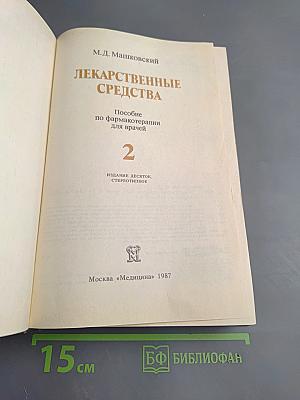 М.Д. Машковский
ЛЕКАРСТВЕННЫЕ
СРЕДСТВА
Пособие
по фармакотерапии
для врачей
2
ИЗДАНИЕ ДЕСЯТОЕ,
СТЕРЕОТИПНОЕ
Москва «Медицина» 1987
15 см
БФ БИБЛИОФАН